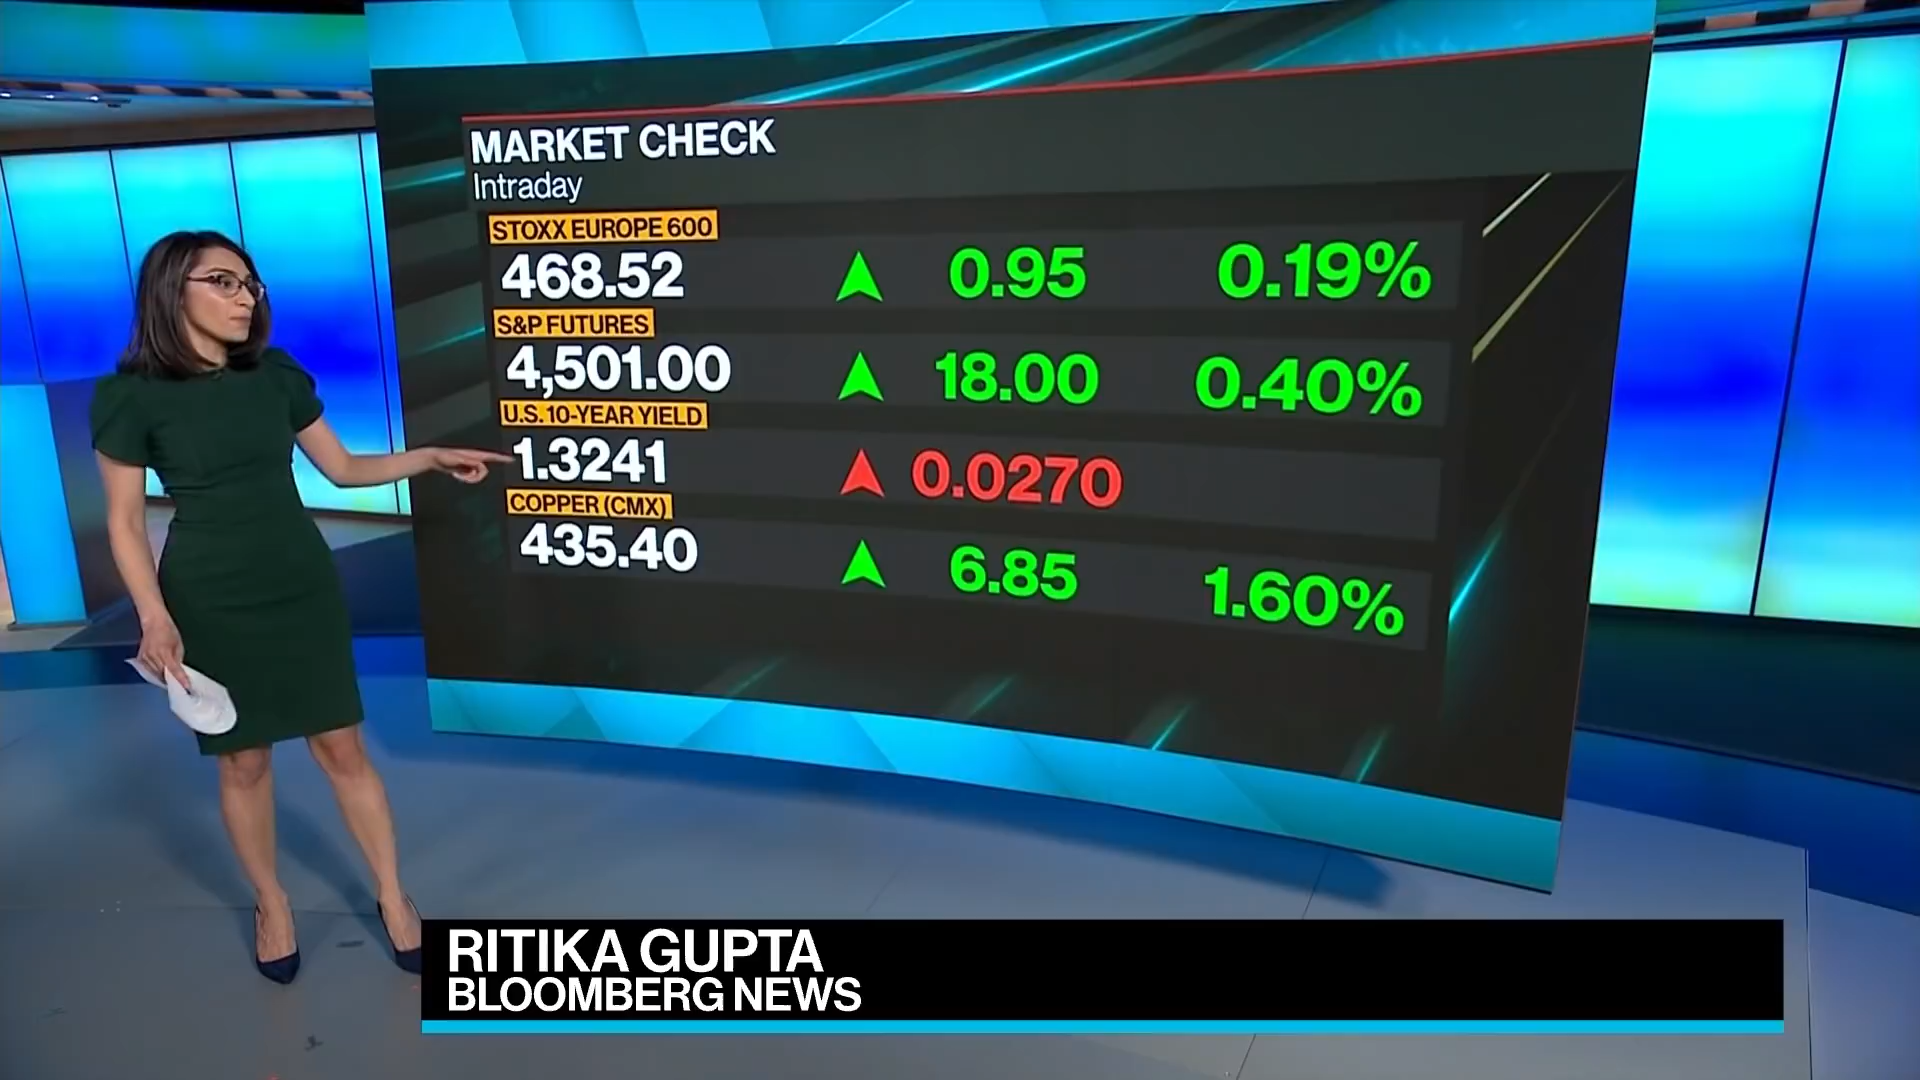 MARKET CHECK
Intraday
STOXX EUROPE 600
468.52 0.95 0.19%
S&P FUTURES
4,501.00 18.00 0.40%
U.S. 10-YEAR YIELD
1.3241 0.0270
COPPER (CMX)
435.40 6.85 1.60%
RITIKA GUPTA
BLOOMBERG NEWS